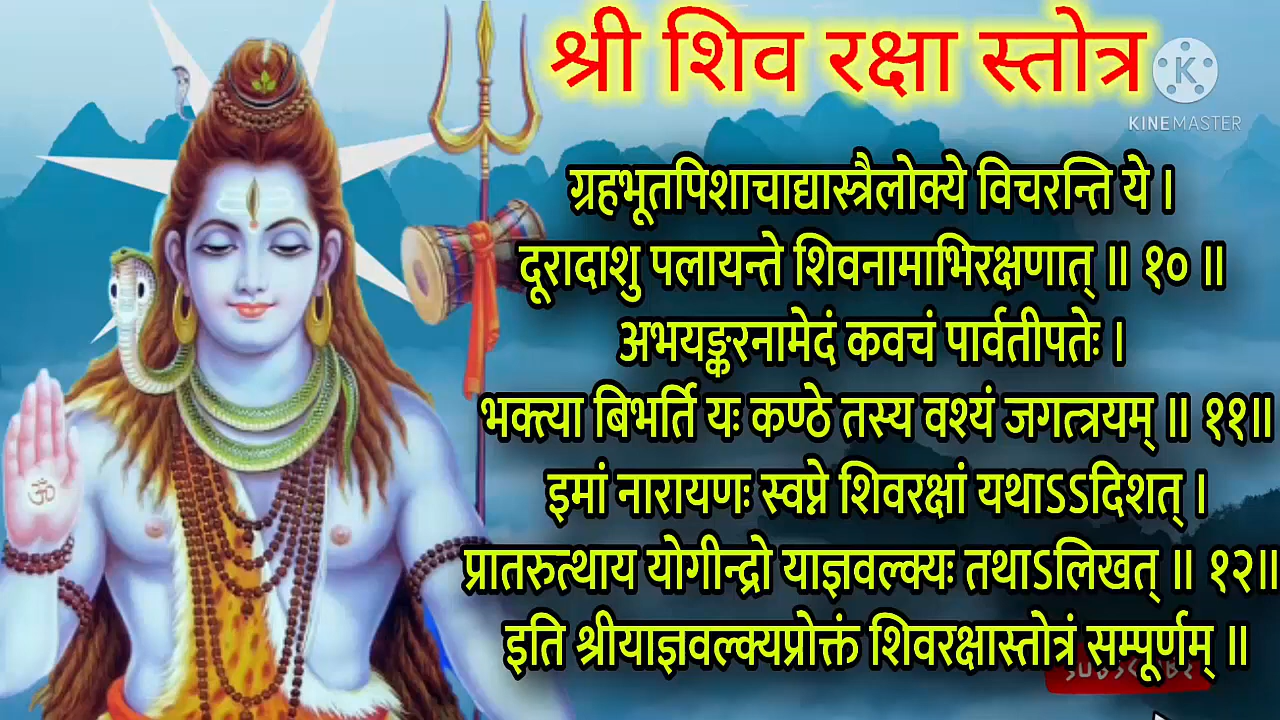 श्री शिव रक्षा स्तोत्र
K
KINEMASTER
ग्रहभूतपिशाचाद्यास्त्रैलोक्ये विचरन्ति ये ।
दूरादाशु पलायन्ते शिवनामाभिरक्षणात् ॥ १० ॥
अभयङ्करनामेदं कवचं पार्वतीपतेः ।
भक्त्या बिभर्ति यः कण्ठे तस्य वश्यं जगत्त्रयम् ॥ ११॥
इमां नारायणः स्वप्ने शिवरक्षां यथाऽऽदिशत् ।
प्रातरुत्थाय योगीन्द्रो याज्ञवल्क्यः तथाऽलिखत् ॥ १२॥
इति श्रीयाज्ञवल्क्यप्रोक्तं शिवरक्षास्तोत्रं सम्पूर्णम् ॥
SUBSCRIBE
ॐ